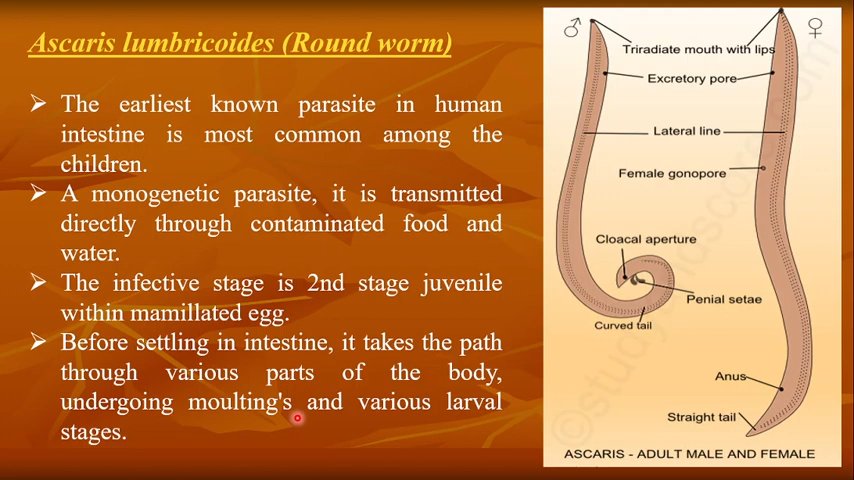 Ascaris lumbricoides (Round worm)
➢ The earliest known parasite in human
intestine is most common among the
children.
➢ A monogenetic parasite, it is transmitted
directly through contaminated food and
water.
➢ The infective stage is 2nd stage juvenile
within mamillated egg.
➢ Before settling in intestine, it takes the path
through various parts of the body,
undergoing moulting's and various larval
stages.
♂ ♀
Triradiate mouth with lips
Excretory pore
Lateral line
Female gonopore
Cloacal aperture
Penial setae
Curved tail
Anus
Straight tail
ASCARIS - ADULT MALE AND FEMALE